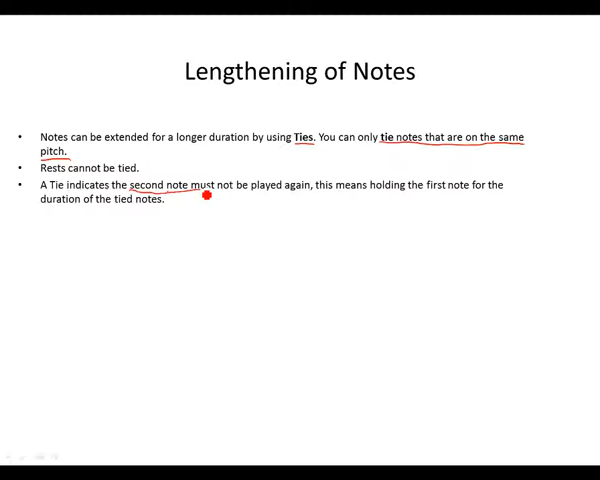 Lengthening of Notes
• Notes can be extended for a longer duration by using Ties. You can only tie notes that are on the same
pitch.
• Rests cannot be tied.
• A Tie indicates the second note must not be played again, this means holding the first note for the
duration of the tied notes.